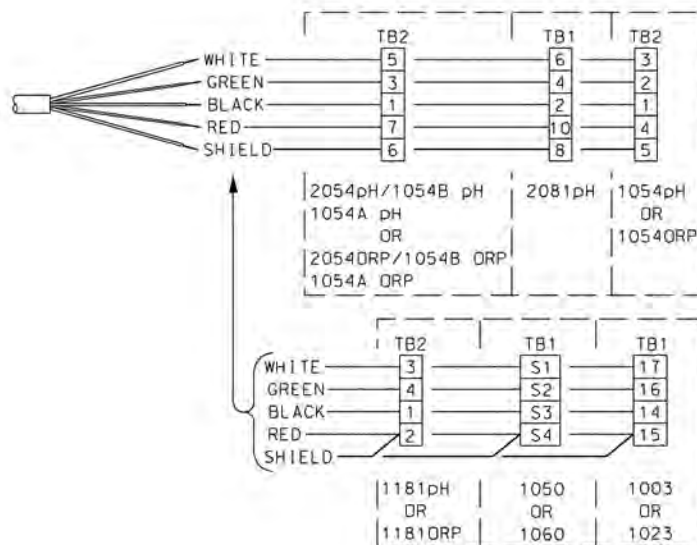 TB2 TB1 TB2
WHITE 5 6 3
GREEN 3 4 2
BLACK 1 2 1
RED 7 10 4
SHIELD 6 8 5
2054pH/1054B pH 2081pH 1054pH
1054A pH OR
OR 1054ORP
2054ORP/1054B ORP
1054A ORP
TB2 TB1 TB1
WHITE 3 S1 17
GREEN 4 S2 16
BLACK 1 S3 14
RED 2 S4 15
SHIELD
1181pH 1050 1003
OR OR OR
1181ORP 1060 1023